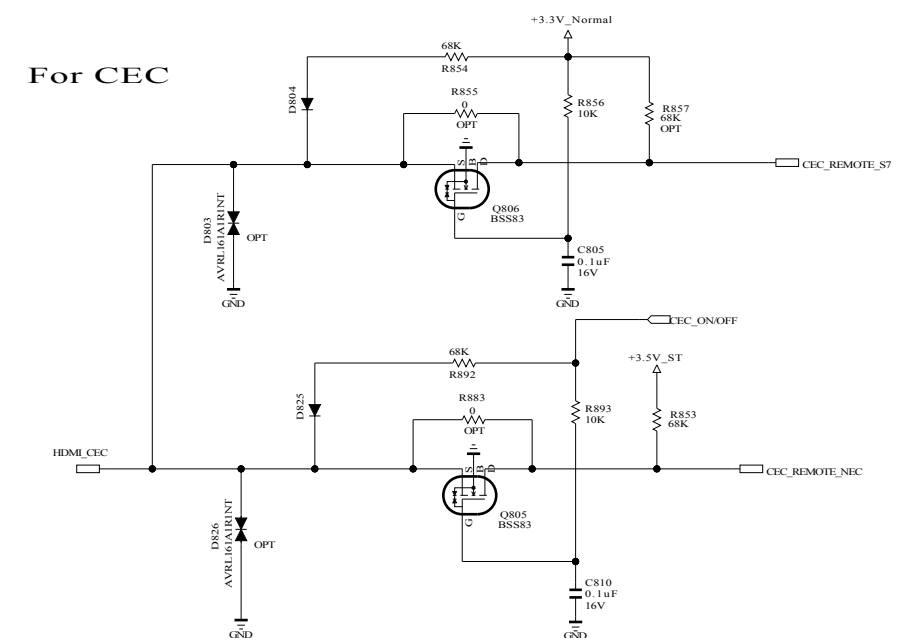 For CEC
+3.3V_Normal
68K
R854
D804
R855
0
OPT
R856
10K
R857
68K
OPT
S
B
D
CEC_REMOTE_S7
G
Q806
BSS83
D803
AVRL161A1R1NT
OPT
C805
0.1uF
16V
GND
GND
CEC_ON/OFF
68K
R892
+3.5V_ST
D825
R883
0
OPT
R893
10K
R853
68K
HDMI_CEC
S
B
D
CEC_REMOTE_NEC
G
Q805
BSS83
D826
AVRL161A1R1NT
OPT
C810
0.1uF
16V
GND
GND